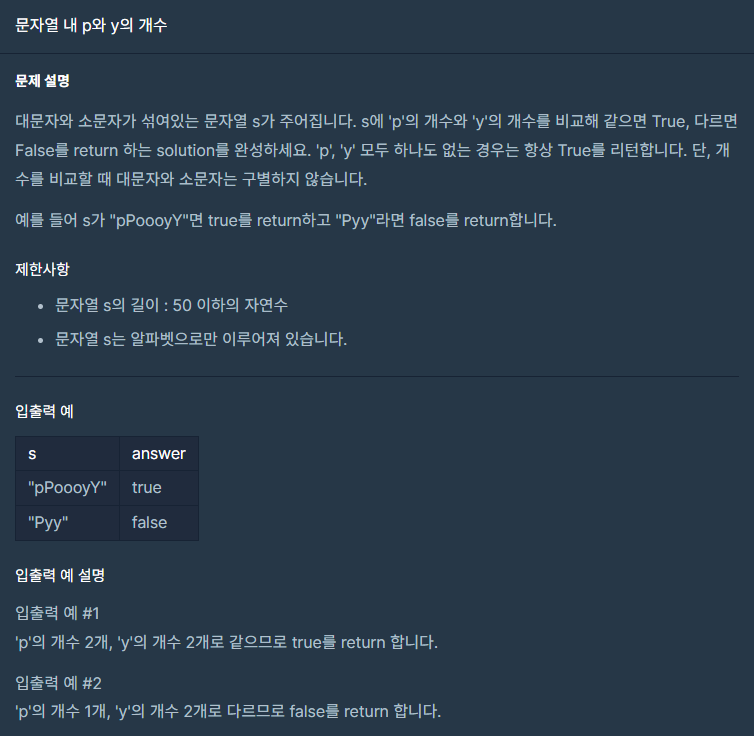 문자열 내 p와 y의 개수
문제 설명
대문자와 소문자가 섞여있는 문자열 s가 주어집니다. s에 'p'의 개수와 'y'의 개수를 비교해 같으면 True, 다르면
False를 return 하는 solution를 완성하세요. 'p', 'y' 모두 하나도 없는 경우는 항상 True를 리턴합니다. 단, 개
수를 비교할 때 대문자와 소문자는 구별하지 않습니다.
예를 들어 s가 "pPoooyY"면 true를 return하고 "Pyy"라면 false를 return합니다.
제한사항
• 문자열 s의 길이 : 50 이하의 자연수
• 문자열 s는 알파벳으로만 이루어져 있습니다.
입출력 예
s answer
"pPoooyY" true
"Pyy" false
입출력 예 설명
입출력 예 #1
'p'의 개수 2개, 'y'의 개수 2개로 같으므로 true를 return 합니다.
입출력 예 #2
'p'의 개수 1개, 'y'의 개수 2개로 다르므로 false를 return 합니다.